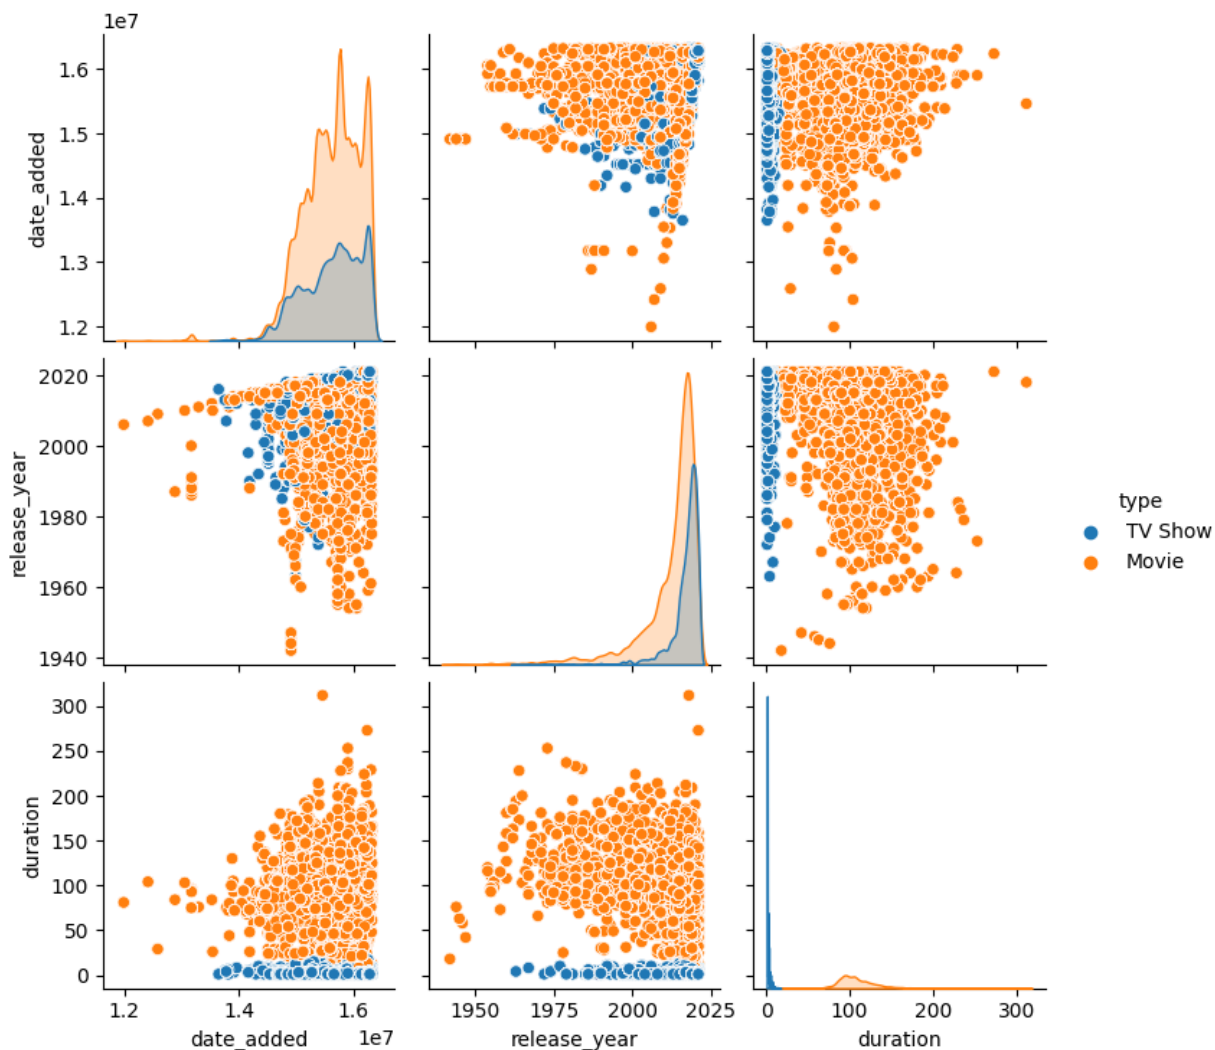 1e7
1.6
1.5
1.4
1.3
1.2
date_added
2020
2000
1980
1960
1940
release_year
type
TV Show
Movie
300
250
200
150
100
50
0
duration
1.2 1.4 1.6
1950 1975 2000 2025
0 100 200 300
date_added 1e7
release_year
duration